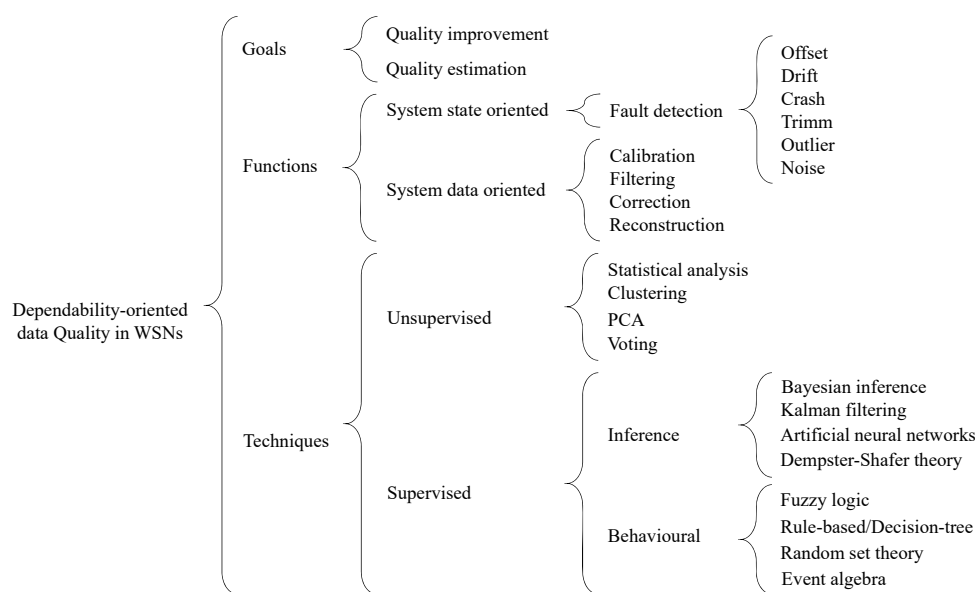 Dependability-oriented
data Quality in WSNs
Goals
Quality improvement
Quality estimation
Functions
System state oriented
Fault detection
Offset
Drift
Crash
Trimm
Outlier
Noise
System data oriented
Calibration
Filtering
Correction
Reconstruction
Techniques
Unsupervised
Statistical analysis
Clustering
PCA
Voting
Supervised
Inference
Bayesian inference
Kalman filtering
Artificial neural networks
Dempster-Shafer theory
Behavioural
Fuzzy logic
Rule-based/Decision-tree
Random set theory
Event algebra